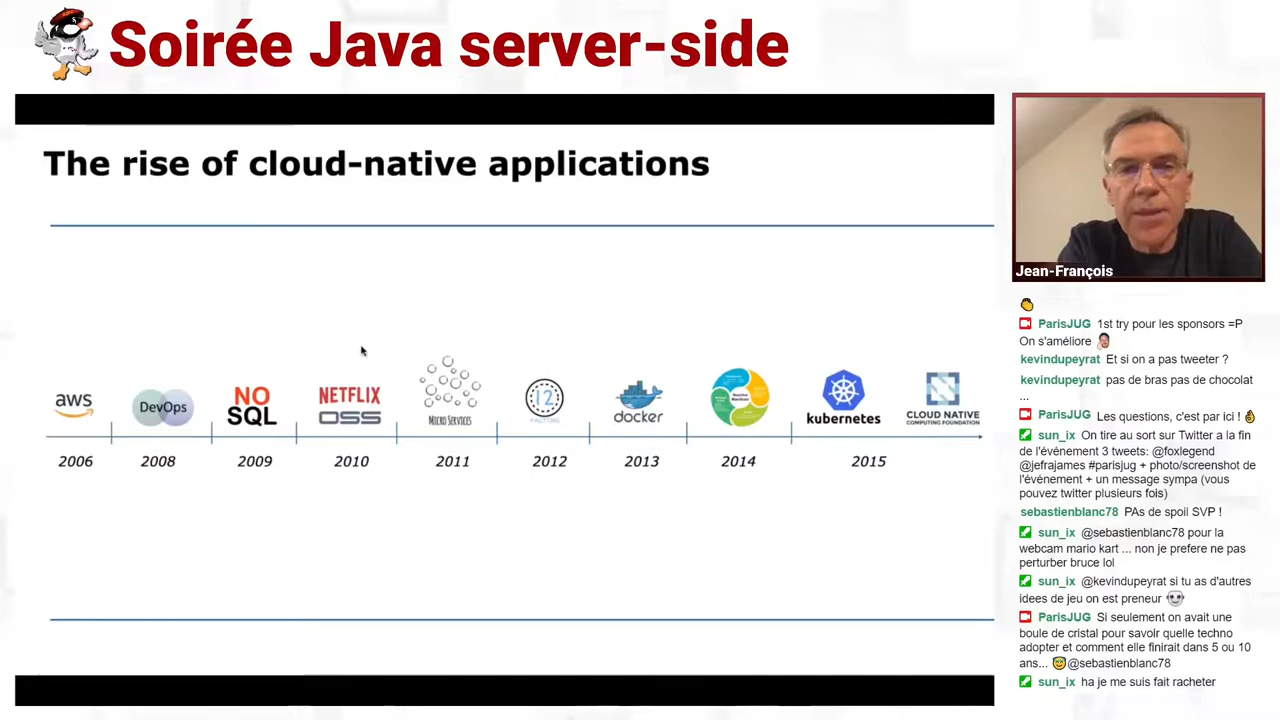 Soirée Java server-side
The rise of cloud-native applications
aws
DevOps
NO
SQL
NETFLIX
OSS
MICRO SERVICES
12
FACTORS
docker
kubernetes
CLOUD NATIVE
COMPUTING FOUNDATION
2006
2008
2009
2010
2011
2012
2013
2014
2015
Jean-François
ParisJUG 1st try pour les sponsors =P
On s'améliore
kevindupeyrat Et si on a pas tweeter ?
kevindupeyrat pas de bras pas de chocolat
...
ParisJUG Les questions, c'est par ici !
sun_ix On tire au sort sur Twitter a la fin
de l'événement 3 tweets: @foxlegend
@jefrajames #parisjug + photo/screenshot de
l'événement + un message sympa (vous
pouvez twitter plusieurs fois)
sebastienblanc78 PAs de spoil SVP !
sun_ix @sebastienblanc78 pour la
webcam mario kart ... non je prefere ne pas
perturber bruce lol
sun_ix @kevindupeyrat si tu as d'autres
idees de jeu on est preneur
ParisJUG Si seulement on avait une
boule de cristal pour savoir quelle techno
adopter et comment elle finirait dans 5 ou 10
ans... @sebastienblanc78
sun_ix ha je me suis fait racheter